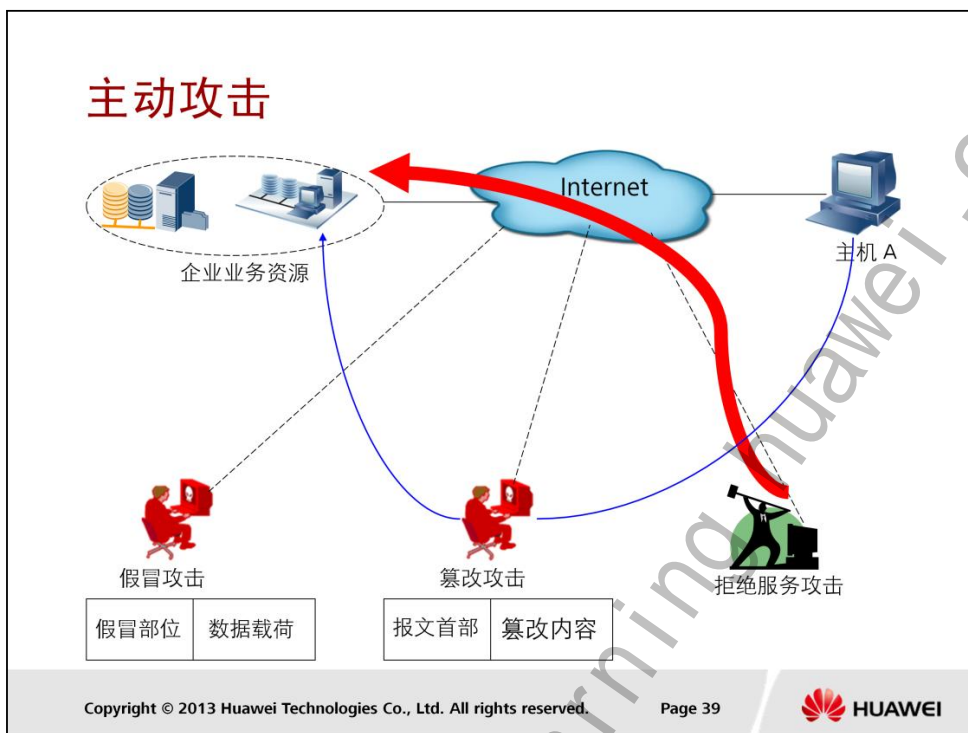 主动攻击
Internet
企业业务资源
主机 A
假冒攻击
篡改攻击
拒绝服务攻击
假冒部位 数据载荷
报文首部 篡改内容
Copyright © 2013 Huawei Technologies Co., Ltd. All rights reserved.
Page 39
HUAWEI
rning.huawei.c